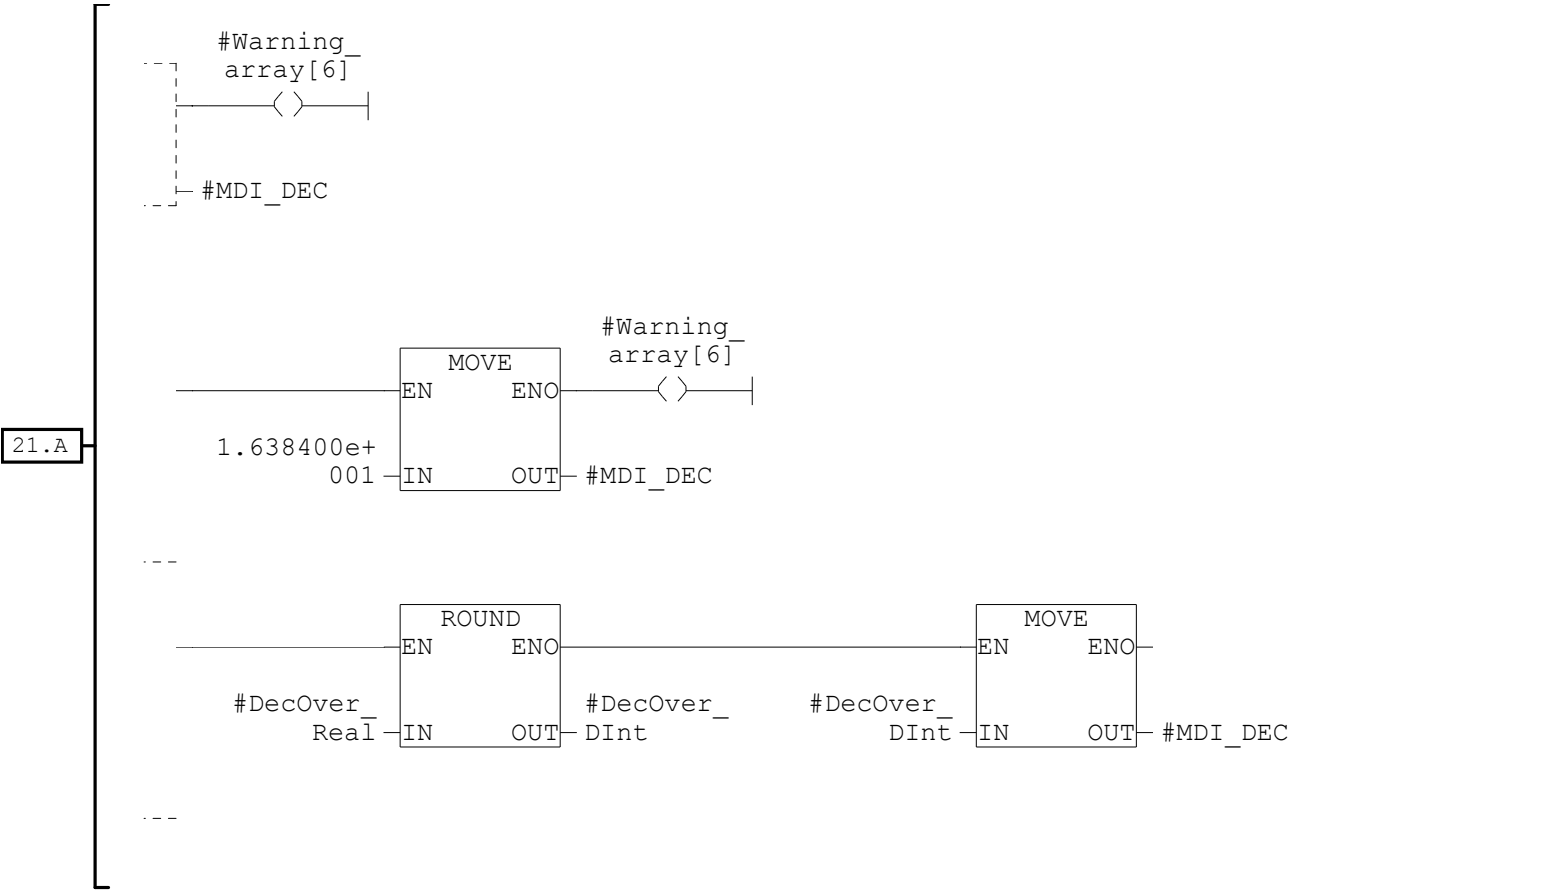 #Warning_
array[6]
#MDI_DEC
#Warning_
array[6]
MOVE
EN ENO
21.A
1.638400e+
001 IN OUT #MDI_DEC
ROUND MOVE
EN ENO EN ENO
#DecOver_ #DecOver_ #DecOver_
Real IN OUT DInt DInt IN OUT #MDI_DEC